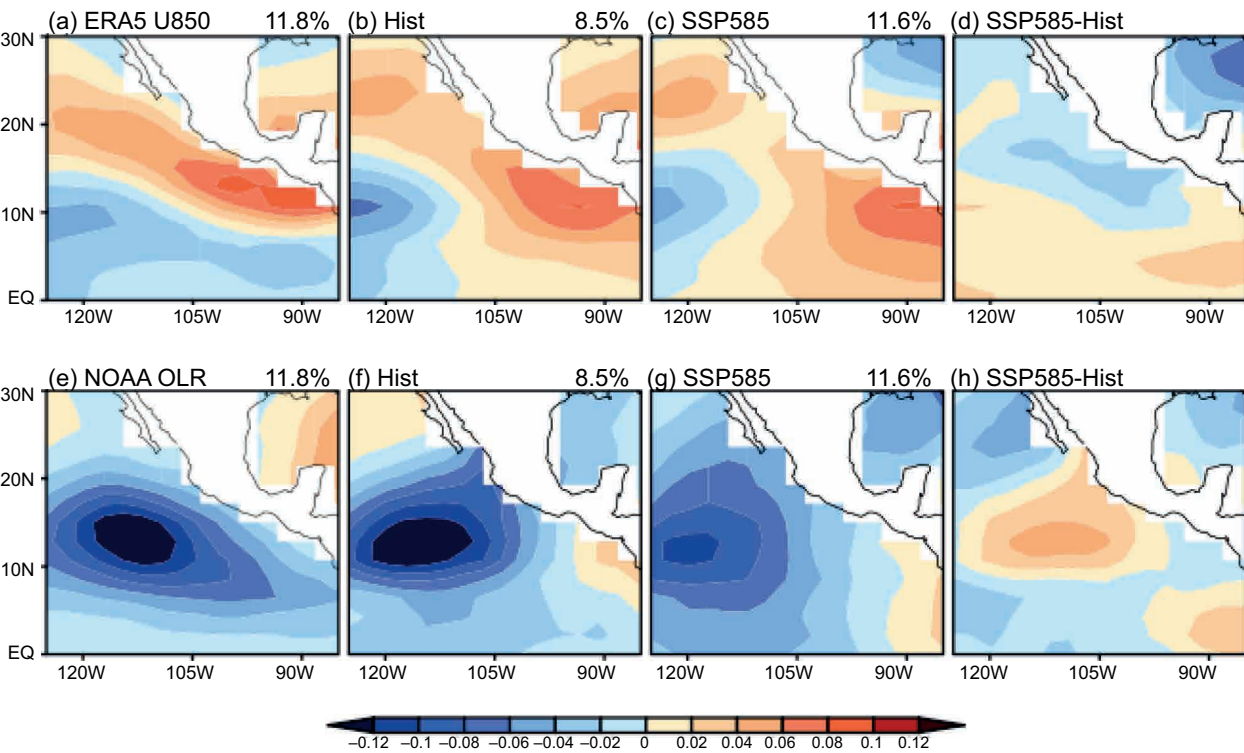 (a) ERA5 U850 11.8% (b) Hist 8.5% (c) SSP585 11.6% (d) SSP585-Hist
30N
20N
10N
EQ
120W 105W 90W 120W 105W 90W 120W 105W 90W 120W 105W 90W
(e) NOAA OLR 11.8% (f) Hist 8.5% (g) SSP585 11.6% (h) SSP585-Hist
30N
20N
10N
EQ
120W 105W 90W 120W 105W 90W 120W 105W 90W 120W 105W 90W
−0.12 −0.1 −0.08 −0.06 −0.04 −0.02 0 0.02 0.04 0.06 0.08 0.1 0.12